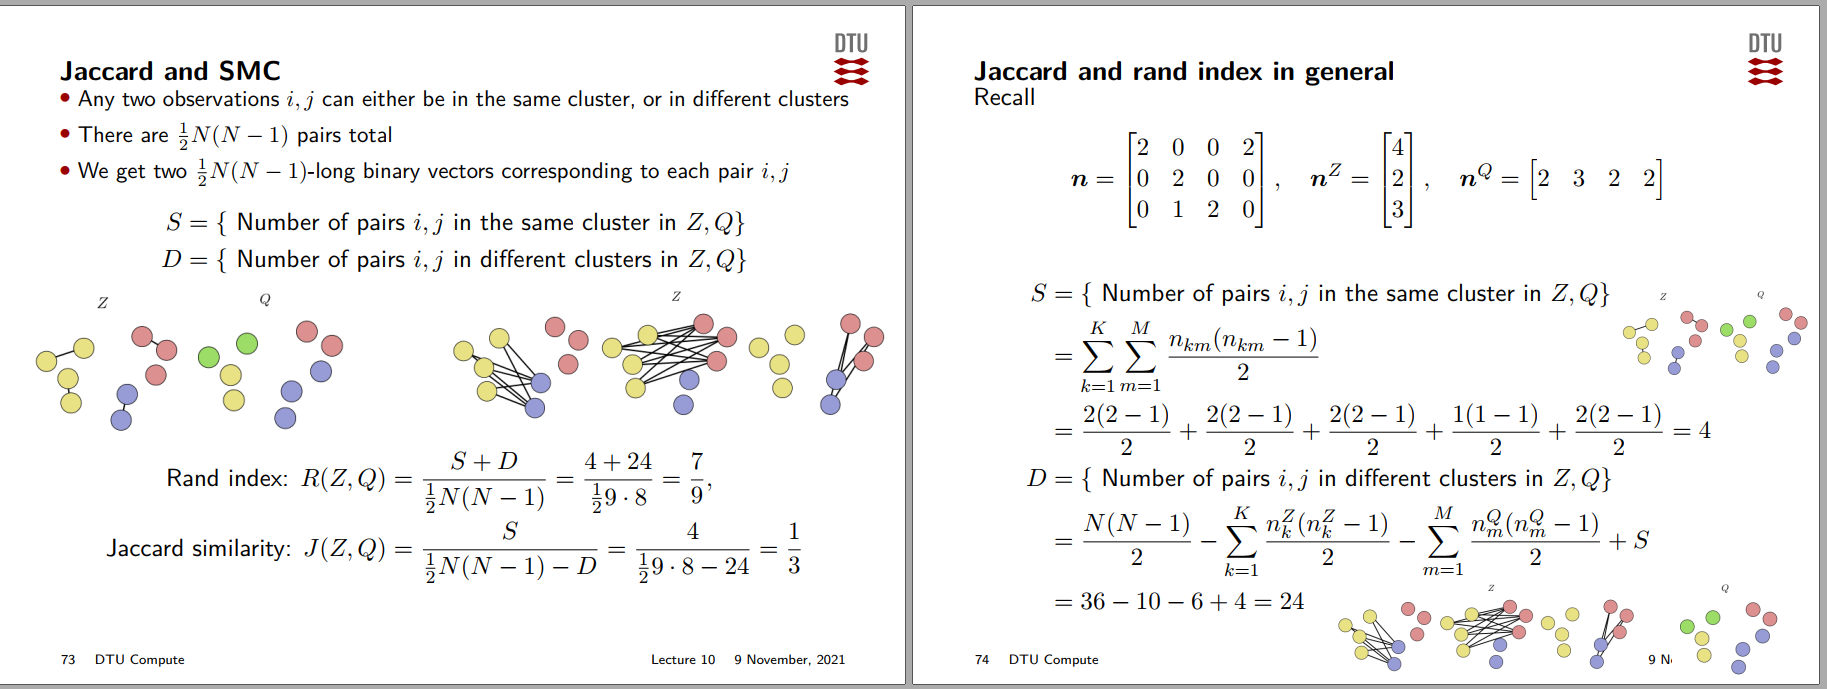 DTU
Jaccard and SMC
• Any two observations i, j can either be in the same cluster, or in different clusters
• There are ½N(N − 1) pairs total
• We get two ½N(N − 1)-long binary vectors corresponding to each pair i, j
S = { Number of pairs i, j in the same cluster in Z, Q}
D = { Number of pairs i, j in different clusters in Z, Q}
Z Q Z
Rand index: R(Z, Q) = (S + D) / (½N(N − 1)) = (4 + 24) / (½9 · 8) = 7/9,
Jaccard similarity: J(Z, Q) = S / (½N(N − 1) − D) = 4 / (½9 · 8 − 24) = 1/3
73 DTU Compute Lecture 10 9 November, 2021
DTU
Jaccard and rand index in general
Recall
n = [2 0 0 2; 0 2 0 0; 0 1 2 0], n^Z = [4; 2; 3], n^Q = [2 3 2 2]
S = { Number of pairs i, j in the same cluster in Z, Q}
Z Q
= ∑_{k=1}^{K} ∑_{m=1}^{M} n_{km}(n_{km} − 1) / 2
= 2(2 − 1)/2 + 2(2 − 1)/2 + 2(2 − 1)/2 + 1(1 − 1)/2 + 2(2 − 1)/2 = 4
D = { Number of pairs i, j in different clusters in Z, Q}
= N(N − 1)/2 − ∑_{k=1}^{K} n_k^Z(n_k^Z − 1)/2 − ∑_{m=1}^{M} n_m^Q(n_m^Q − 1)/2 + S
= 36 − 10 − 6 + 4 = 24
Z Q
74 DTU Compute 9 N